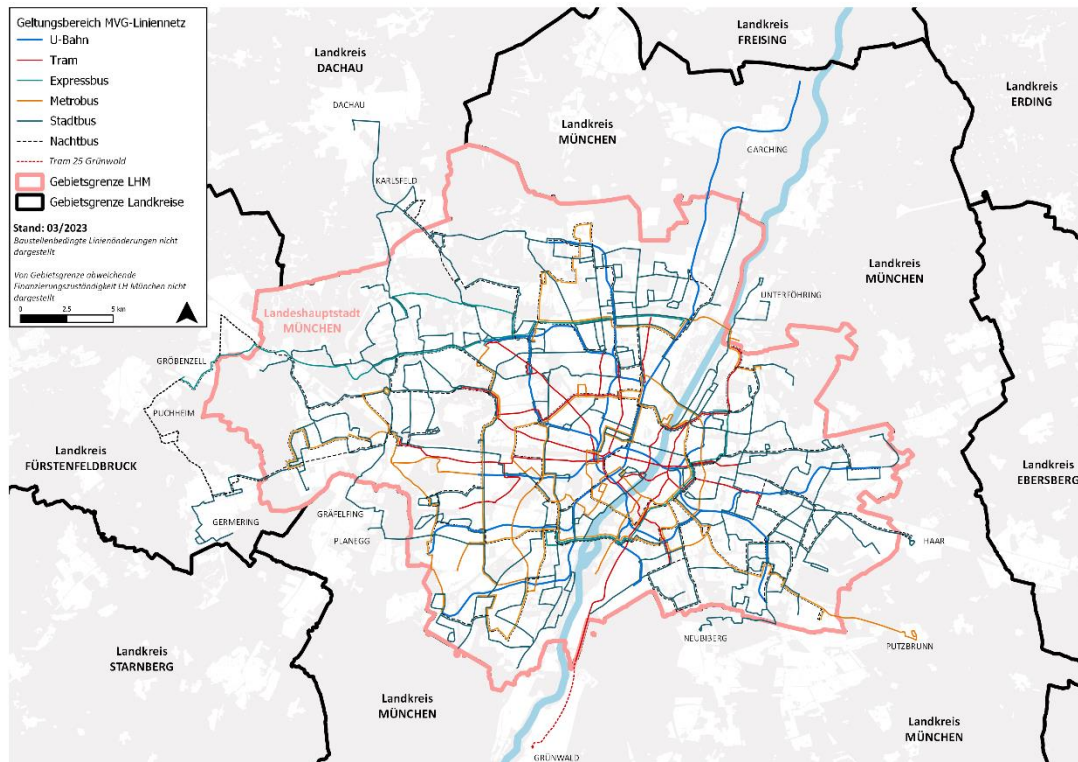 Geltungsbereich MVG-Liniennetz
U-Bahn
Tram
Expressbus
Metrobus
Stadtbus
Nachtbus
Tram 25 Grünwald
Gebietsgrenze LHM
Gebietsgrenze Landkreise
Stand: 03/2023
Baustellenbedingte Linienönderungen nicht
dargestellt
Von Gebietsgrenze abweichende
Finanzierungszuständigkeit LH München nicht
dargestellt
0 2.5 5 km
Landkreis
DACHAU
Landkreis
FREISING
Landkreis
ERDING
Landkreis
MÜNCHEN
DACHAU
GARCHING
KARLSFELD
Landkreis
MÜNCHEN
UNTERFÖHRING
Landeshauptstadt
MÜNCHEN
GRÖBENZELL
PUCHHEIM
Landkreis
FÜRSTENFELDBRUCK
Landkreis
EBERSBERG
GERMERING
GRÄFELFING
PLANEGG
HAAR
NEUBIBERG
PUTZBRUNN
Landkreis
STARNBERG
Landkreis
MÜNCHEN
Landkreis
MÜNCHEN
GRÜNWALD